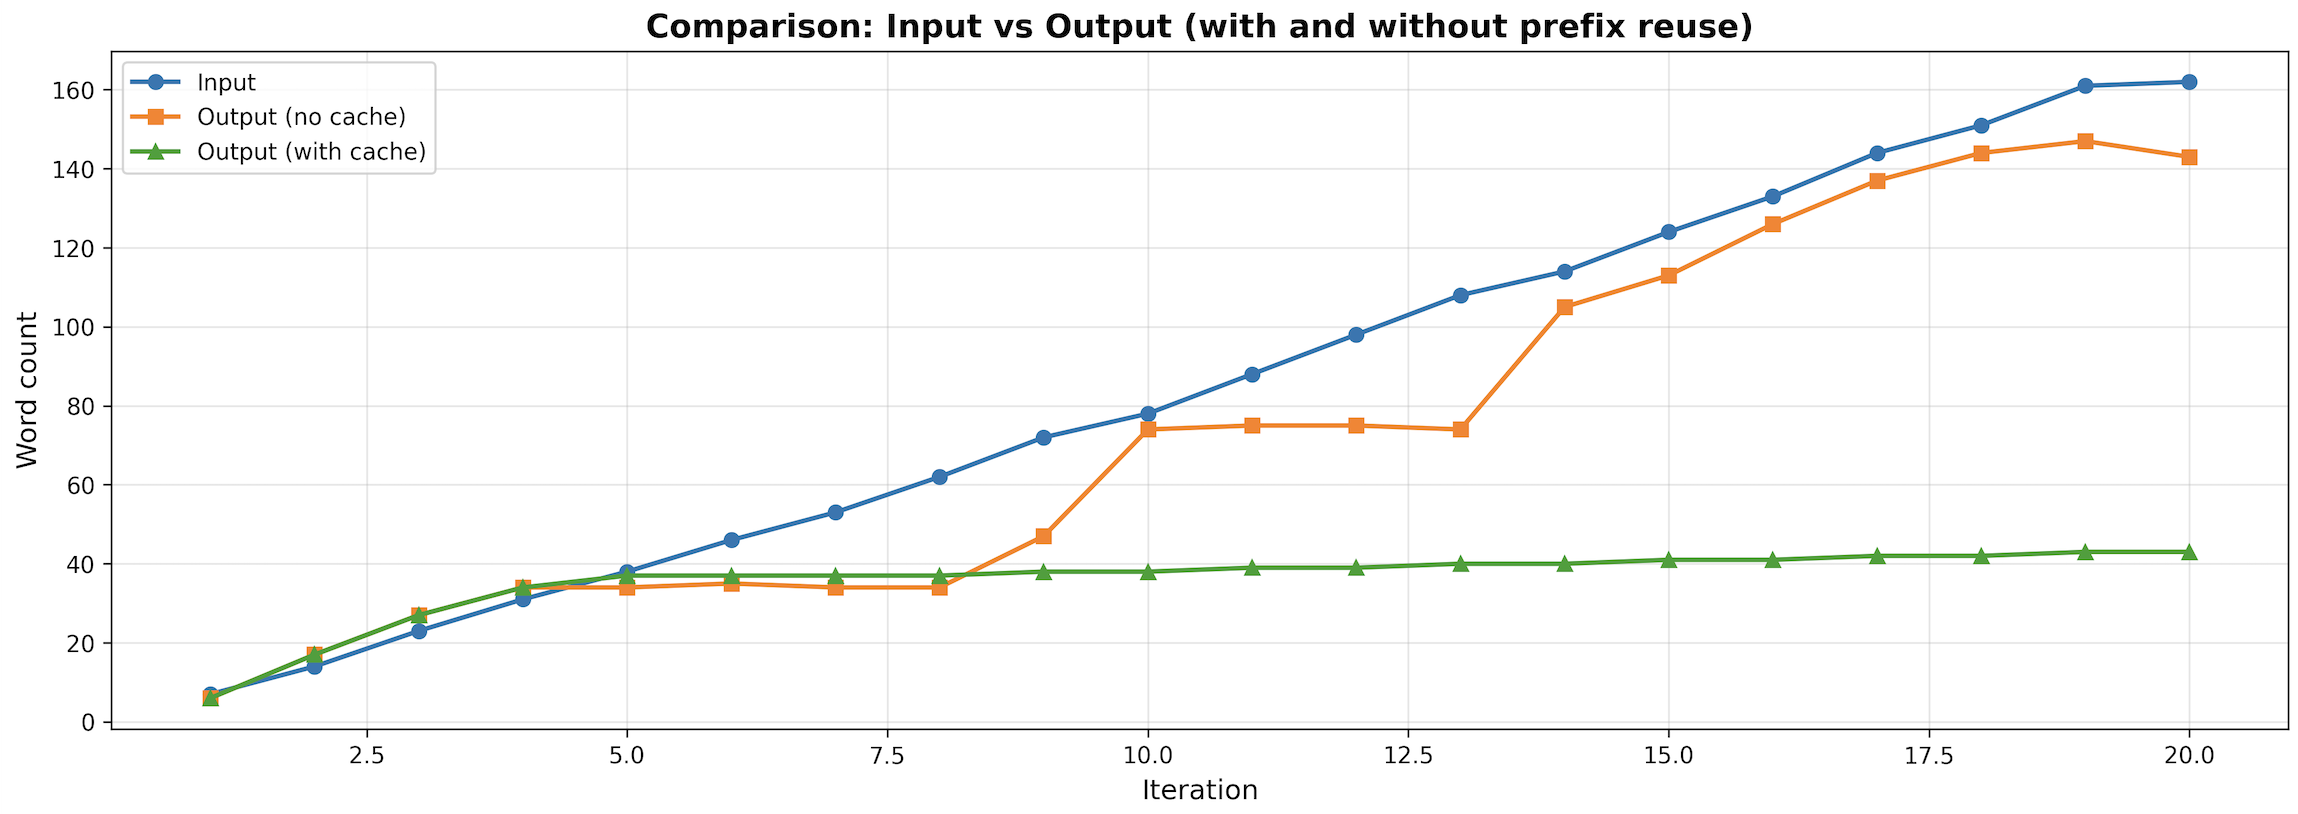 Comparison: Input vs Output (with and without prefix reuse)
Input
Output (no cache)
Output (with cache)
Word count
160
140
120
100
80
60
40
20
0
2.5 5.0 7.5 10.0 12.5 15.0 17.5 20.0
Iteration